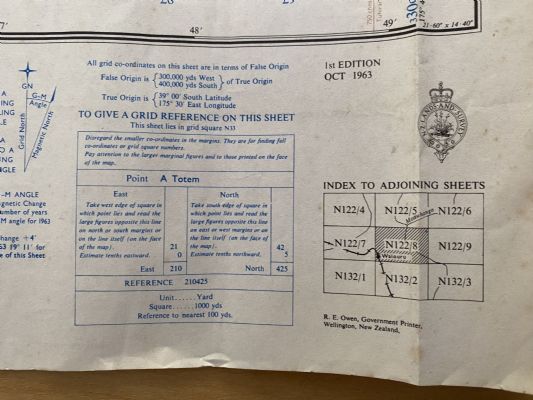 48'
49'
21·60" x 14·40"
All grid co-ordinates on this sheet are in terms of False Origin
False Origin is { 300,000 yds West
400,000 yds South } of True Origin
True Origin is { 39° 00' South Latitude
175° 30' East Longitude
TO GIVE A GRID REFERENCE ON THIS SHEET
This sheet lies in grid square N33
Disregard the smaller co-ordinates in the margins. They are for finding full
co-ordinates or grid square numbers.
Pay attention to the larger marginal figures and to those printed on the face
of the map.
Point A Totem
East
Take west edge of square in
which point lies and read the
large figures opposite this line
on north or south margins or
on the line itself (on the face of
the map). 21
Estimate tenths eastward. 0
East 210
North
Take south edge of square in
which point lies and read the
large figures opposite this line
on east or west margins or on
the line itself (on the face of
the map). 42
Estimate tenths northward. 5
North 425
REFERENCE 210425
Unit......Yard
Square......1000 yds
Reference to nearest 100 yds.
GN
G-M
Angle
Grid North
Magnetic North
-M ANGLE
agnetic Change
umber of years
M angle for 1963
hange +4'
63 19° 11' for
e of this Sheet
1st EDITION
OCT 1963
N.Z. LANDS AND SURVEY
INDEX TO ADJOINING SHEETS
N122/4 N122/5 N122/6
N122/7 N122/8 N122/9
Waiouru
N132/1 N132/2 N132/3
R. E. Owen, Government Printer,
Wellington, New Zealand,